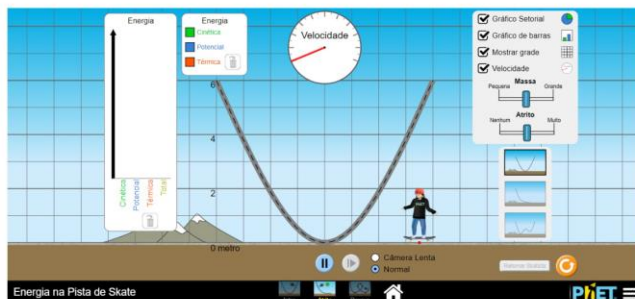 Energia
Cinética
Potencial
Térmica
Total
Energia
Cinética
Potencial
Térmica
Velocidade
6
4
2
0 metro
Gráfico Setorial
Gráfico de barras
Mostrar grade
Velocidade
Massa
Pequena Grande
Atrito
Nenhum Muito
Câmera Lenta
Normal
Energia na Pista de Skate
PhET